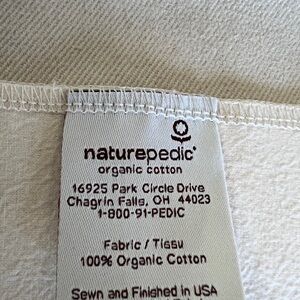 naturepedic®
organic cotton
16925 Park Circle Drive
Chagrin Falls, OH 44023
1-800-91-PEDIC
Fabric / Tissu
100% Organic Cotton
Sewn and Finished in USA